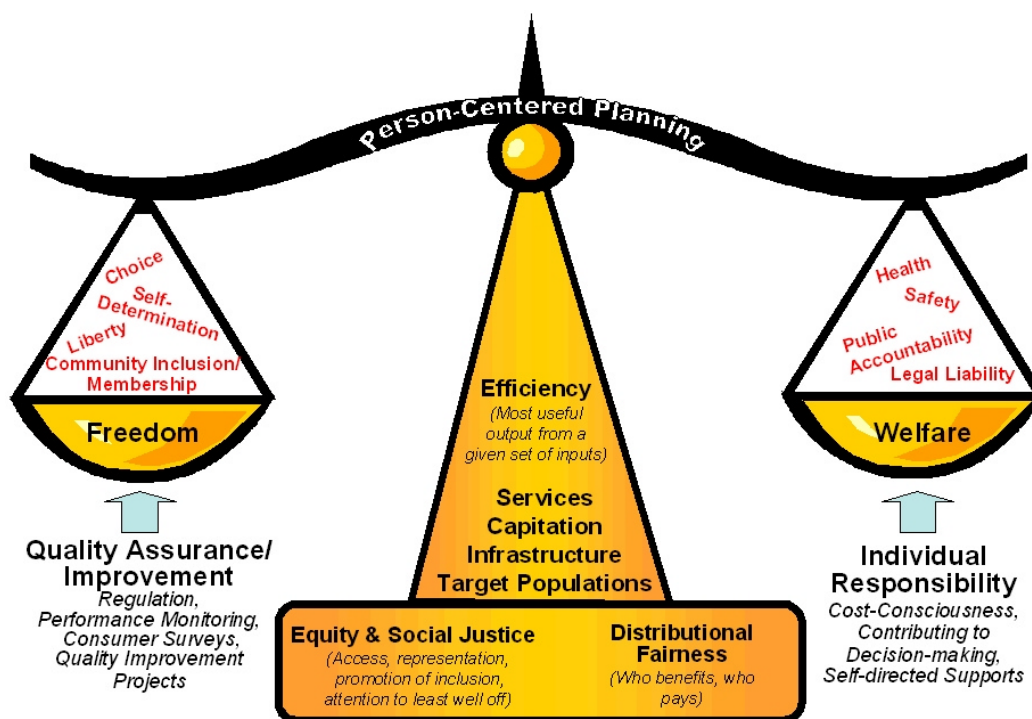 Person-Centered Planning
Choice
Self-
Determination
Liberty
Community Inclusion/
Membership
Freedom
Quality Assurance/
Improvement
Regulation,
Performance Monitoring,
Consumer Surveys,
Quality Improvement
Projects
Efficiency
(Most useful
output from a
given set of inputs)
Services
Capitation
Infrastructure
Target Populations
Equity & Social Justice
(Access, representation,
promotion of inclusion,
attention to least well off)
Distributional
Fairness
(Who benefits, who
pays)
Health
Safety
Public
Accountability
Legal Liability
Welfare
Individual
Responsibility
Cost-Consciousness,
Contributing to
Decision-making,
Self-directed Supports